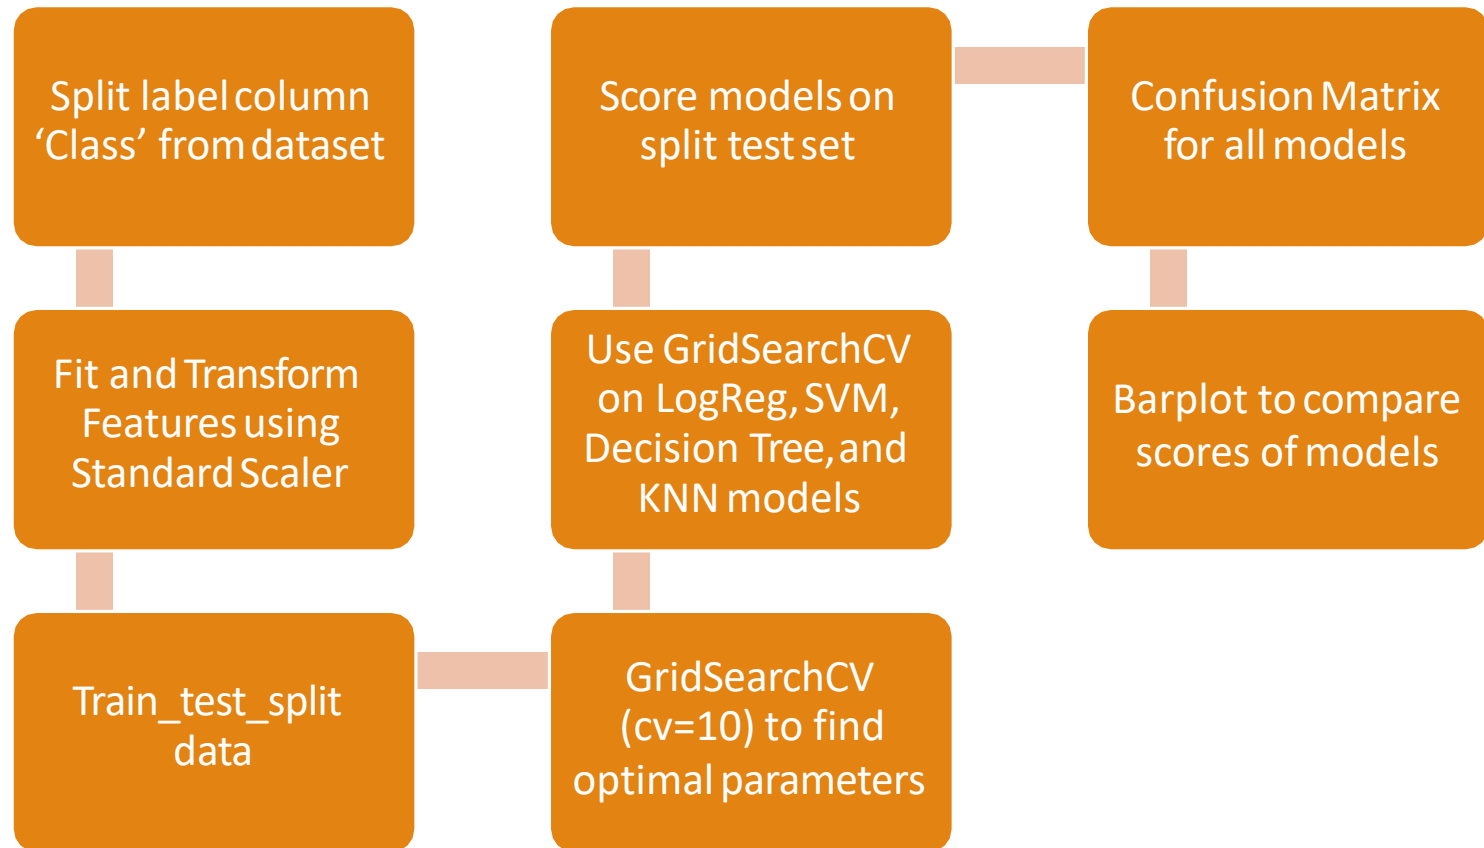 Split label column
‘Class’ from dataset
Fit and Transform
Features using
Standard Scaler
Train_test_split
data
GridSearchCV
(cv=10) to find
optimal parameters
Use GridSearchCV
on LogReg, SVM,
Decision Tree, and
KNN models
Score models on
split test set
Confusion Matrix
for all models
Barplot to compare
scores of models